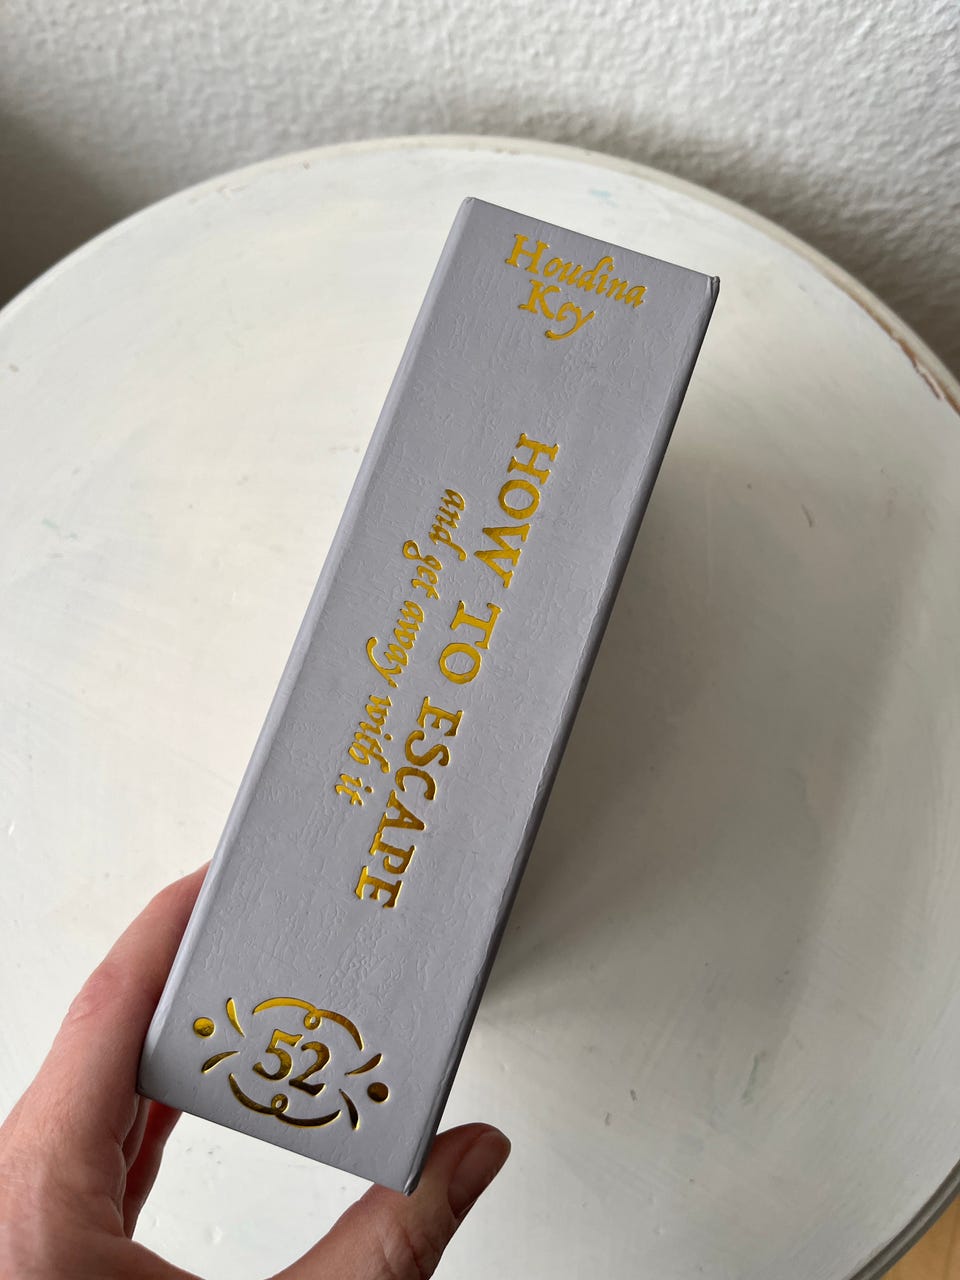 Houdina
Key
HOW TO ESCAPE
and get away with it
52